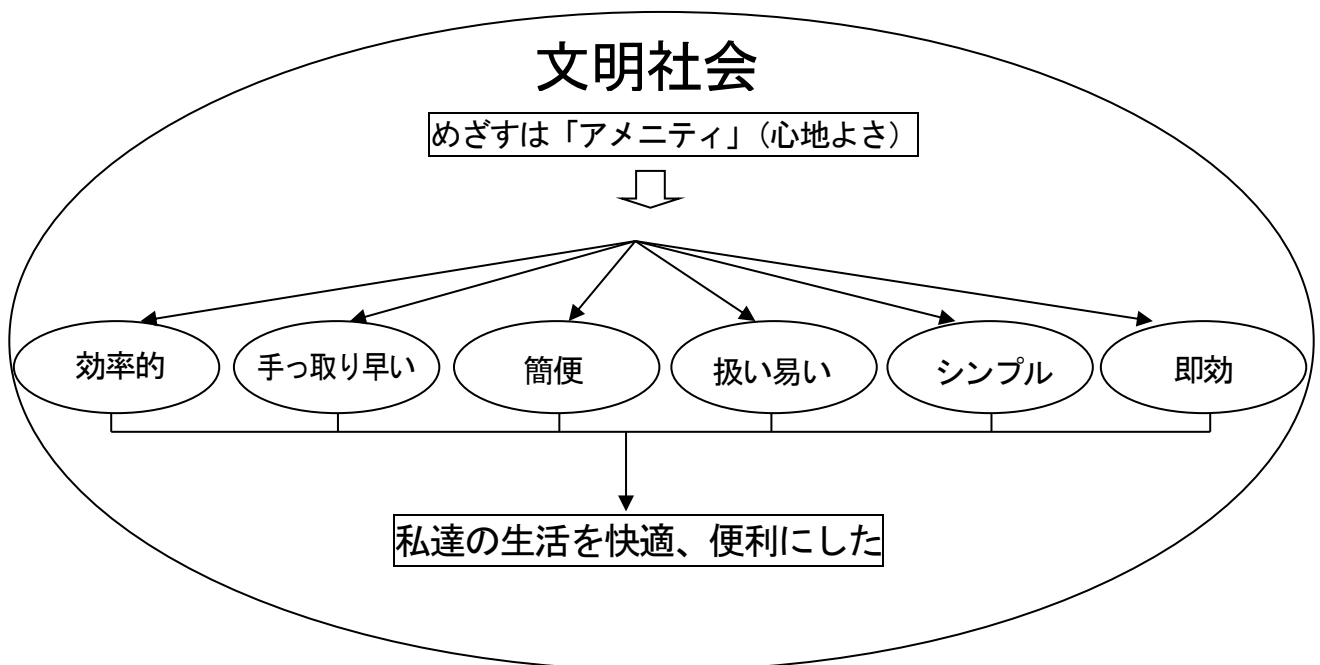 文明社会
めざすは「アメニティ」（心地よさ）
効率的
手っ取り早い
簡便
扱い易い
シンプル
即効
私達の生活を快適、便利にした